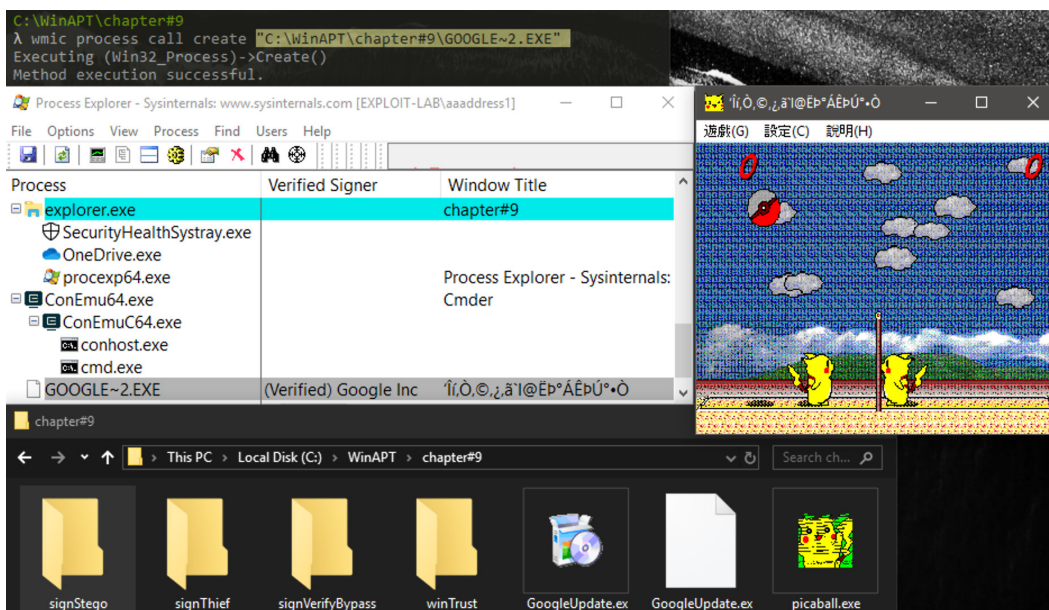 C:\WinAPT\chapter#9
λ wmic process call create "C:\WinAPT\chapter#9\GOOGLE~2.EXE"
Executing (Win32_Process)->Create()
Method execution successful.
Process Explorer - Sysinternals: www.sysinternals.com [EXPLOIT-LAB\aaaddress1]
File Options View Process Find Users Help
Process Verified Signer Window Title
explorer.exe chapter#9
SecurityHealthSystray.exe
OneDrive.exe
procexp64.exe Process Explorer - Sysinternals:
ConEmu64.exe Cmder
ConEmuC64.exe
conhost.exe
cmd.exe
GOOGLE~2.EXE (Verified) Google Inc
遊戲(G) 設定(C) 說明(H)
0 0
chapter#9
This PC › Local Disk (C:) › WinAPT › chapter#9
Search ch...
signStego signThief signVerifyBypass winTrust GoogleUpdate.ex GoogleUpdate.ex picaball.exe